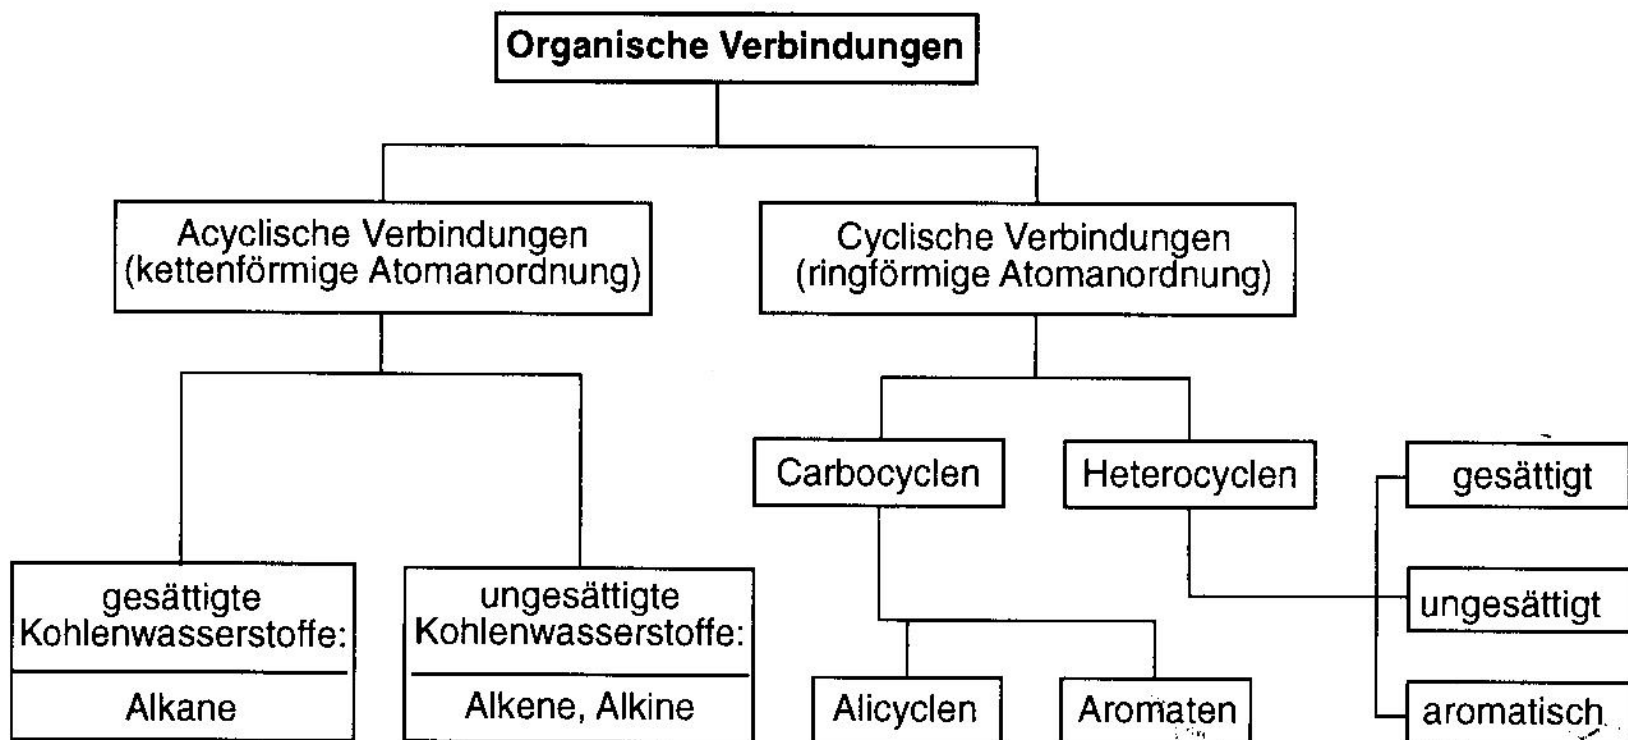 Organische Verbindungen
Acyclische Verbindungen
(kettenförmige Atomanordnung)
Cyclische Verbindungen
(ringförmige Atomanordnung)
Carbocyclen
Heterocyclen
gesättigt
ungesättigt
aromatisch
gesättigte
Kohlenwasserstoffe:
Alkane
ungesättigte
Kohlenwasserstoffe:
Alkene, Alkine
Alicyclen
Aromaten